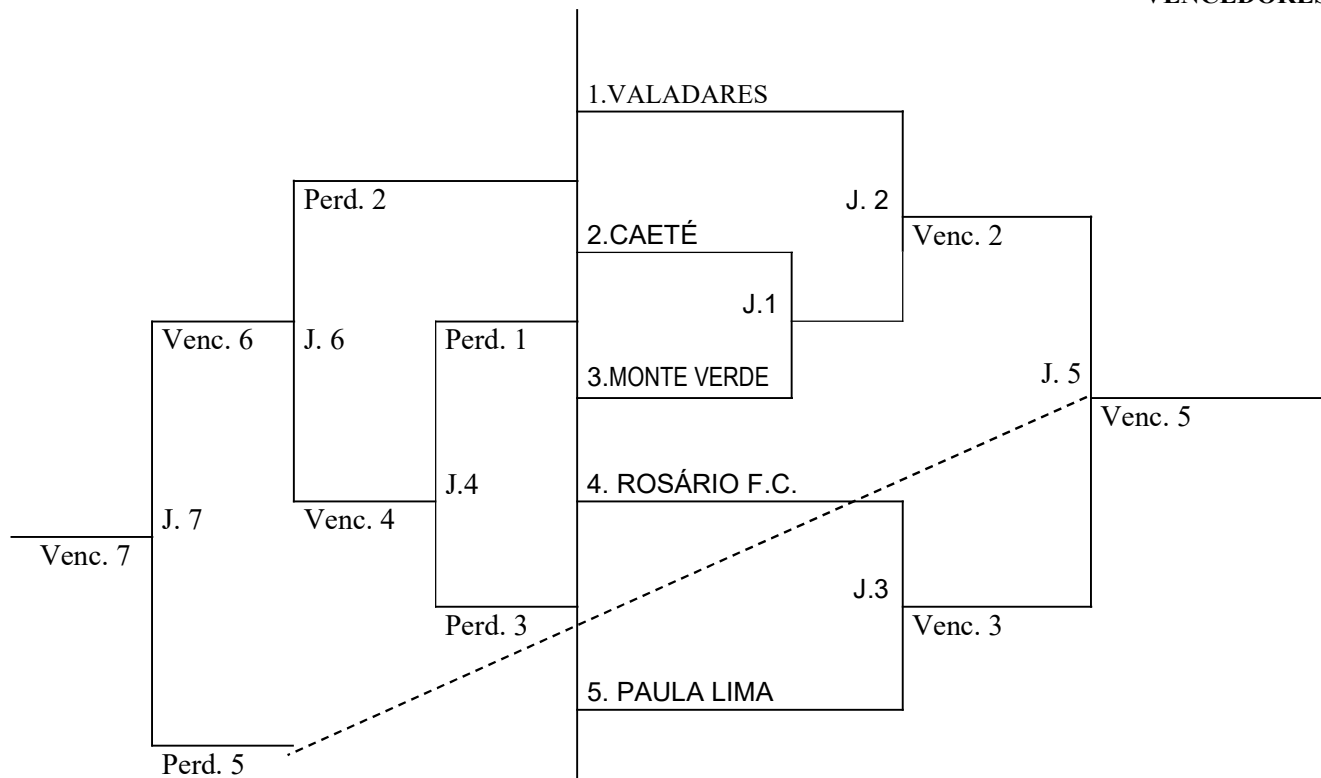 VENCEDORES
1.VALADARES
Perd. 2
J. 2
2.CAETÉ
Venc. 2
J.1
Venc. 6
J. 6
Perd. 1
3.MONTE VERDE
J. 5
Venc. 5
J.4
4. ROSÁRIO F.C.
J. 7
Venc. 4
Venc. 7
J.3
Perd. 3
Venc. 3
5. PAULA LIMA
Perd. 5